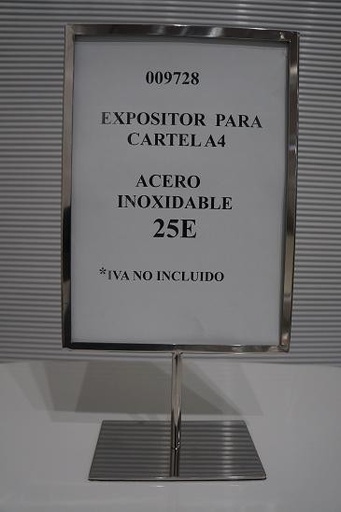 009728
EXPOSITOR PARA
CARTEL A4
ACERO
INOXIDABLE
25E
*IVA NO INCLUIDO